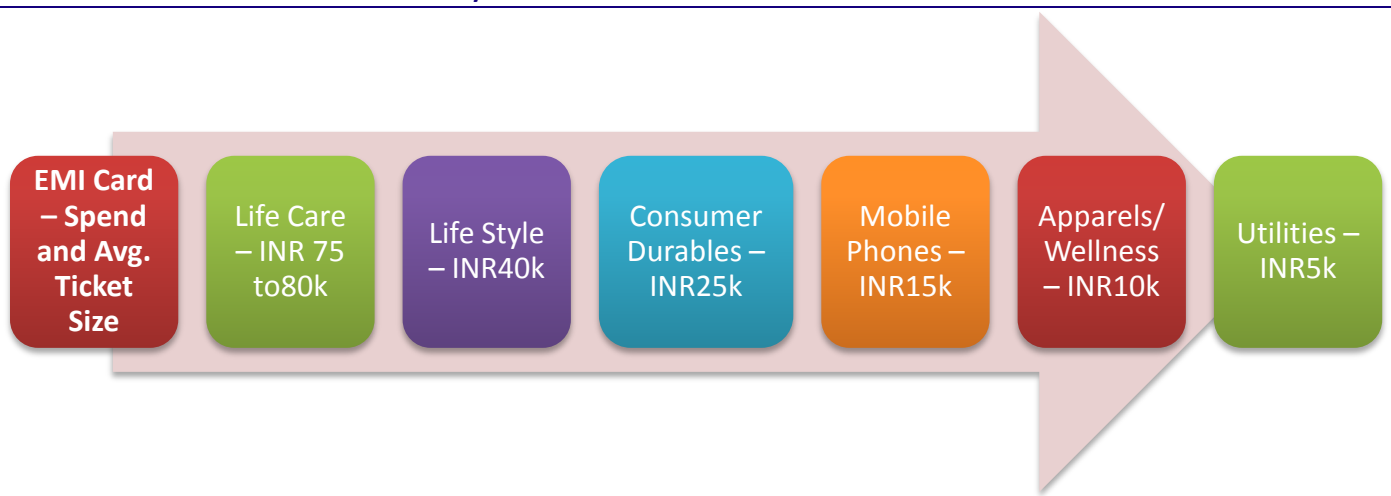 EMI Card
– Spend
and Avg.
Ticket
Size
Life Care
– INR 75
to80k
Life Style
– INR40k
Consumer
Durables –
INR25k
Mobile
Phones –
INR15k
Apparels/
Wellness
– INR10k
Utilities –
INR5k